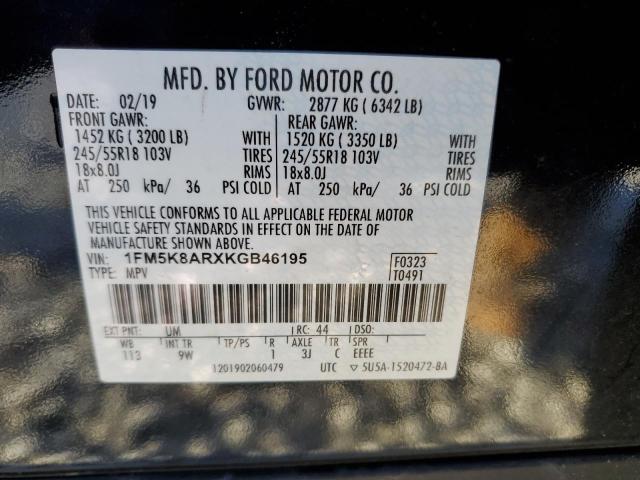 MFD. BY FORD MOTOR CO.
DATE: 02/19 GVWR: 2877 KG ( 6342 LB)
FRONT GAWR: REAR GAWR:
1452 KG ( 3200 LB) WITH 1520 KG ( 3350 LB) WITH
245/55R18 103V TIRES 245/55R18 103V TIRES
18x8.0J RIMS 18x8.0J RIMS
AT 250 kPa/ 36 PSI COLD AT 250 kPa/ 36 PSI COLD
THIS VEHICLE CONFORMS TO ALL APPLICABLE FEDERAL MOTOR
VEHICLE SAFETY STANDARD IN EFFECT ON THE DATE OF
MANUFACTURE SHOWN ABOVE.
VIN: 1FM5K8ARXKGB46195 F0323
TYPE: MPV T0491
EXT PNT: UM RC: 44 DSO:
WB INT TR TP/PS R AXLE TR SPR
113 9W 1 3J C EEEE
1201902060479 UTC ▽ 5U5A-1520472-BA